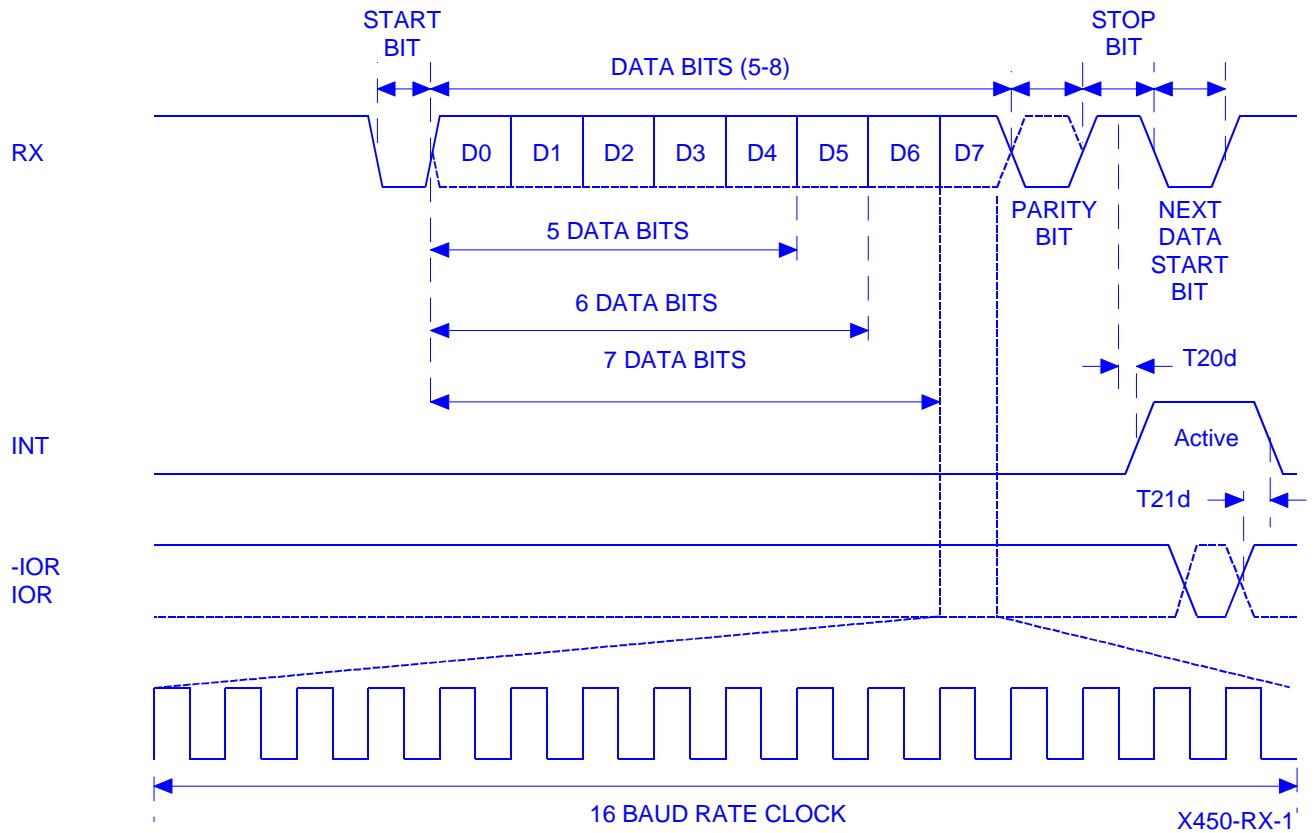 START
BIT
STOP
BIT
DATA BITS (5-8)
RX
D0 D1 D2 D3 D4 D5 D6 D7
PARITY
BIT
NEXT
DATA
START
BIT
5 DATA BITS
6 DATA BITS
7 DATA BITS
T20d
INT
Active
T21d
-IOR
IOR
16 BAUD RATE CLOCK
X450-RX-1